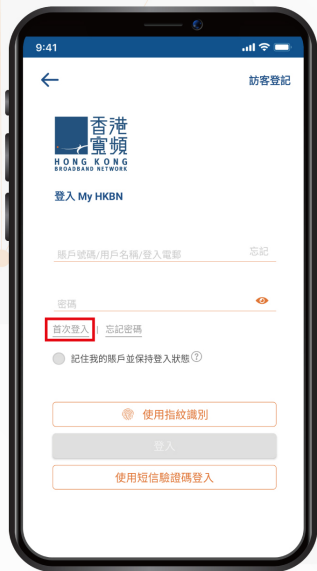 9:41
訪客登記
香港
寬頻
HONG KONG
BROADBAND NETWORK
登入 My HKBN
賬戶號碼/用戶名稱/登入電郵 忘記
密碼
首次登入 | 忘記密碼
記住我的賬戶並保持登入狀態?
使用指紋識別
登入
使用短信驗證碼登入